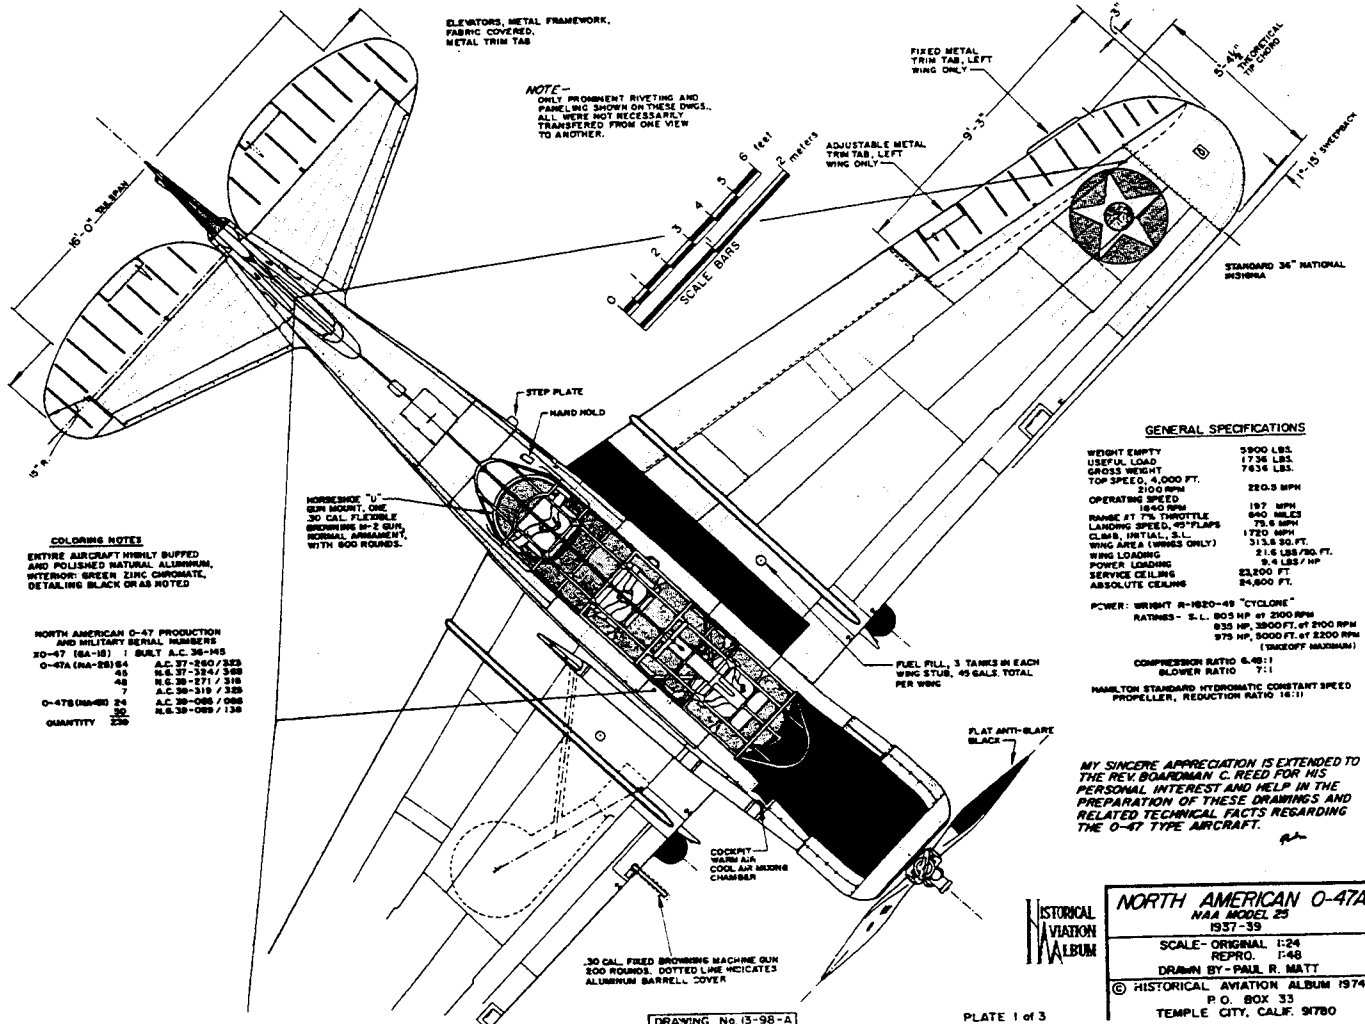 ELEVATORS, METAL FRAMEWORK,
FABRIC COVERED,
METAL TRIM TAB
NOTE-
ONLY PROMINENT RIVETING AND
PANELING SHOWN ON THESE DWGS.,
ALL WERE NOT NECESSARILY
TRANSFERED FROM ONE VIEW
TO ANOTHER.
FIXED METAL
TRIM TAB, LEFT
WING ONLY
ADJUSTABLE METAL
TRIM TAB, LEFT
WING ONLY
9'-3"
3"
5'-4½"
THEORETICAL
TIP CHORD
1°-15' SWEEPBACK
STANDARD 36" NATIONAL
INSIGNIA
16'-0" TAILSPAN
15" R.
0 1 2 3 4 5 6 feet
1 2 meters
SCALE BARS
STEP PLATE
HAND HOLD
HORSESHOE "U"
GUN MOUNT, ONE
.30 CAL. FLEXIBLE
BROWNING M-2 GUN,
NORMAL ARMAMENT,
WITH 600 ROUNDS.
COLORING NOTES
ENTIRE AIRCRAFT HIGHLY BUFFED
AND POLISHED NATURAL ALUMINUM,
INTERIOR: GREEN ZINC CHROMATE,
DETAILING BLACK OR AS NOTED
NORTH AMERICAN O-47 PRODUCTION
AND MILITARY SERIAL NUMBERS
XO-47 (GA-15) 1 BUILT A.C. 36-145
O-47A (NA-25) 64 A.C. 37-260/323
45 N.G. 37-324/368
48 N.G. 38-271/318
7 A.C. 38-319/325
O-47B 24 A.C. 39-065/088
50 N.G. 39-089/138
QUANTITY 239
GENERAL SPECIFICATIONS
WEIGHT EMPTY 5900 LBS.
USEFUL LOAD 1736 LBS.
GROSS WEIGHT 7636 LBS.
TOP SPEED, 4,000 FT.
2100 RPM 220.5 MPH
OPERATING SPEED
1840 RPM 197 MPH
RANGE AT 71% THROTTLE 840 MILES
LANDING SPEED, 45° FLAPS 75.6 MPH
CLIMB, INITIAL, S.L. 1720 MPH
WING AREA (WINGS ONLY) 313.6 SQ. FT.
WING LOADING 21.6 LBS/SQ. FT.
POWER LOADING 9.4 LBS/HP
SERVICE CEILING 23,200 FT.
ABSOLUTE CEILING 24,800 FT.
POWER: WRIGHT R-1820-49 "CYCLONE"
RATINGS - S.L. 805 HP at 2100 RPM
835 HP, 3900 FT. at 2100 RPM
975 HP, 5000 FT. at 2200 RPM
(TAKEOFF MAXIMUM)
COMPRESSION RATIO 6.45:1
BLOWER RATIO 7:1
HAMILTON STANDARD HYDROMATIC CONSTANT SPEED
PROPELLER, REDUCTION RATIO 16:11
FUEL FILL, 3 TANKS IN EACH
WING STUB, 45 GALS. TOTAL
PER WING
FLAT ANTI-GLARE
BLACK
MY SINCERE APPRECIATION IS EXTENDED TO
THE REV. BOARDMAN C. REED FOR HIS
PERSONAL INTEREST AND HELP IN THE
PREPARATION OF THESE DRAWINGS AND
RELATED TECHNICAL FACTS REGARDING
THE O-47 TYPE AIRCRAFT.
COCKPIT
WARM AIR
COOL AIR MIXING
CHAMBER
.30 CAL. FIXED BROWNING MACHINE GUN
200 ROUNDS. DOTTED LINE INDICATES
ALUMINUM BARRELL COVER
HISTORICAL
AVIATION
ALBUM
NORTH AMERICAN O-47A
NAA MODEL 25
1937-39
SCALE- ORIGINAL 1:24
REPRO. 1:48
DRAWN BY - PAUL R. MATT
© HISTORICAL AVIATION ALBUM 1974
P.O. BOX 33
TEMPLE CITY, CALIF. 91780
DRAWING No. 13-98-A
PLATE 1 of 3